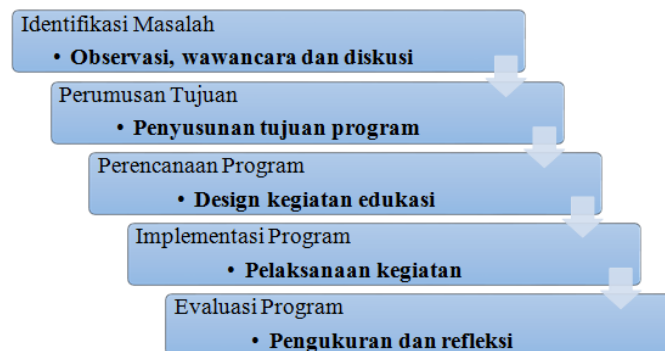 Identifikasi Masalah
• Observasi, wawancara dan diskusi
Perumusan Tujuan
• Penyusunan tujuan program
Perencanaan Program
• Design kegiatan edukasi
Implementasi Program
• Pelaksanaan kegiatan
Evaluasi Program
• Pengukuran dan refleksi